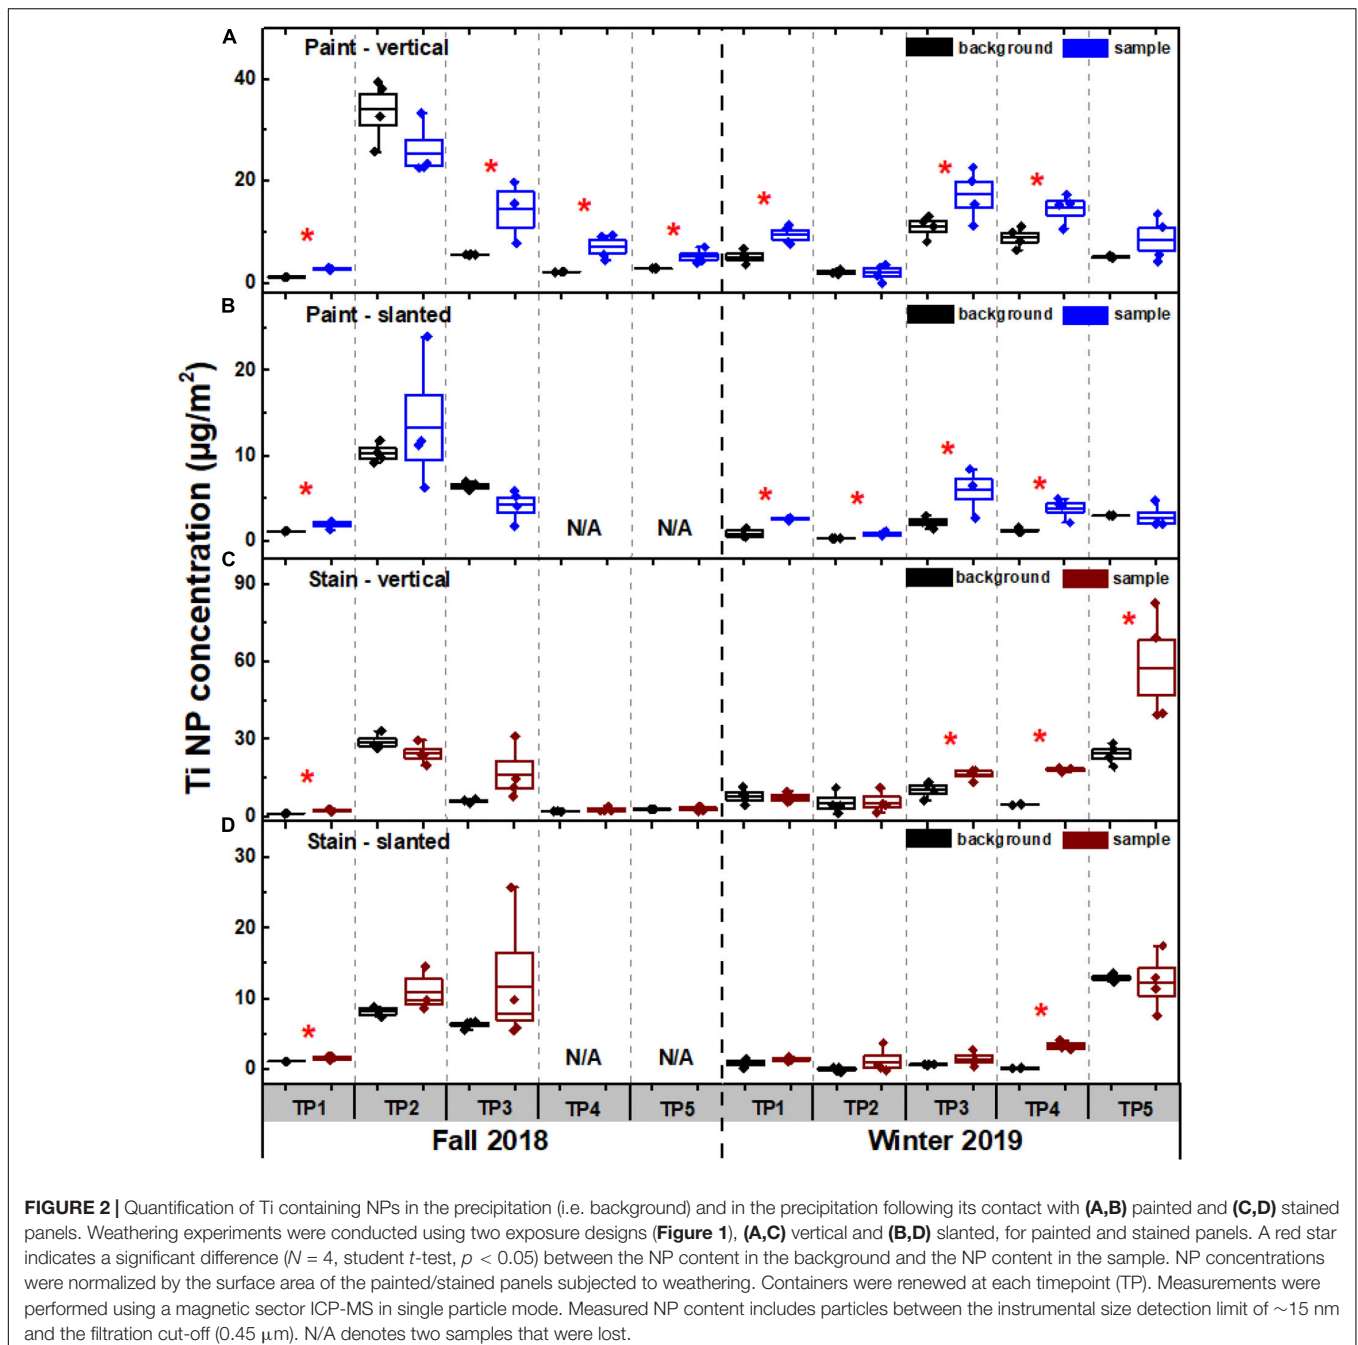 A
Paint - vertical
background sample
40
20
0
B
Paint - slanted
background sample
20
10
0
N/A N/A
C
Stain - vertical
background sample
90
60
30
0
D
Stain - slanted
background sample
30
20
10
0
N/A N/A
Ti NP concentration (µg/m²)
* * * * * * *
* * * * *
* * * *
* *
TP1 TP2 TP3 TP4 TP5 TP1 TP2 TP3 TP4 TP5
Fall 2018 Winter 2019
FIGURE 2 | Quantification of Ti containing NPs in the precipitation (i.e. background) and in the precipitation following its contact with (A,B) painted and (C,D) stained
panels. Weathering experiments were conducted using two exposure designs (Figure 1), (A,C) vertical and (B,D) slanted, for painted and stained panels. A red star
indicates a significant difference (N = 4, student t-test, p < 0.05) between the NP content in the background and the NP content in the sample. NP concentrations
were normalized by the surface area of the painted/stained panels subjected to weathering. Containers were renewed at each timepoint (TP). Measurements were
performed using a magnetic sector ICP-MS in single particle mode. Measured NP content includes particles between the instrumental size detection limit of ~15 nm
and the filtration cut-off (0.45 µm). N/A denotes two samples that were lost.